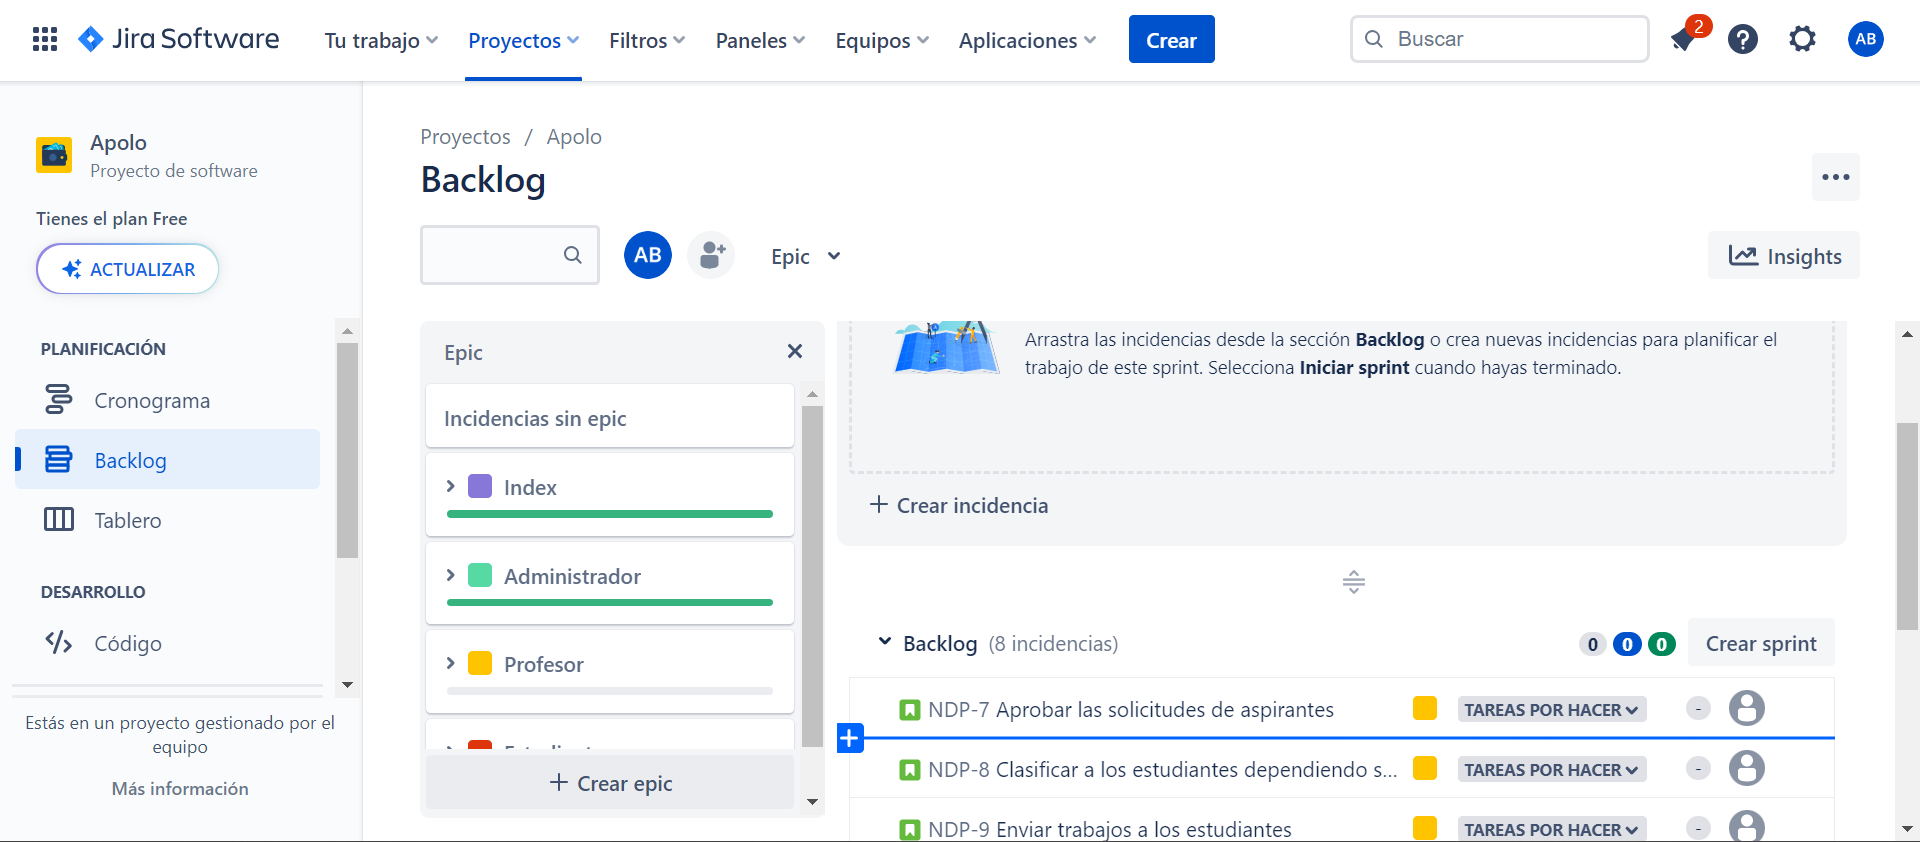 Jira Software
Tu trabajo
Proyectos
Filtros
Paneles
Equipos
Aplicaciones
Crear
Buscar
2
AB
Apolo
Proyecto de software
Tienes el plan Free
ACTUALIZAR
PLANIFICACIÓN
Cronograma
Backlog
Tablero
DESARROLLO
Código
Estás en un proyecto gestionado por el
equipo
Más información
Proyectos / Apolo
Backlog
AB
Epic
Insights
Epic
Incidencias sin epic
Index
Administrador
Profesor
+ Crear epic
Arrastra las incidencias desde la sección Backlog o crea nuevas incidencias para planificar el
trabajo de este sprint. Selecciona Iniciar sprint cuando hayas terminado.
+ Crear incidencia
Backlog (8 incidencias)
0 0 0
Crear sprint
NDP-7 Aprobar las solicitudes de aspirantes TAREAS POR HACER -
NDP-8 Clasificar a los estudiantes dependiendo s... TAREAS POR HACER -
NDP-9 Enviar trabajos a los estudiantes TAREAS POR HACER -